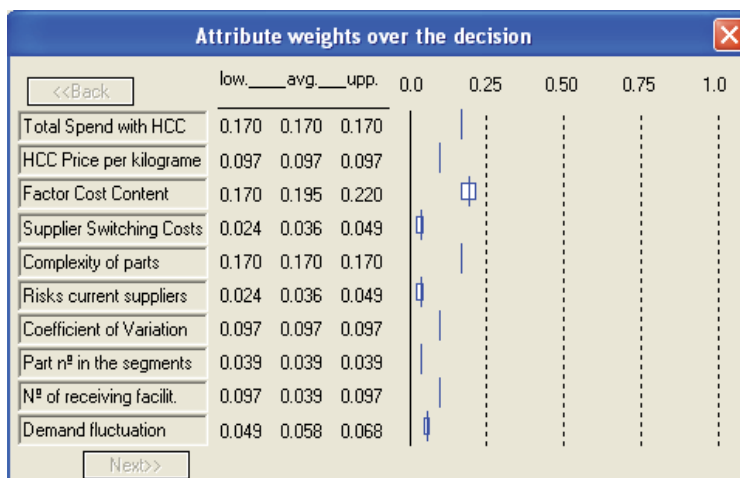 Attribute weights over the decision
<<Back low.____avg.____upp. 0.0 0.25 0.50 0.75 1.0
Total Spend with HCC 0.170 0.170 0.170
HCC Price per kilograme 0.097 0.097 0.097
Factor Cost Content 0.170 0.195 0.220
Supplier Switching Costs 0.024 0.036 0.049
Complexity of parts 0.170 0.170 0.170
Risks current suppliers 0.024 0.036 0.049
Coefficient of Variation 0.097 0.097 0.097
Part nº in the segments 0.039 0.039 0.039
Nº of receiving facilit. 0.097 0.039 0.097
Demand fluctuation 0.049 0.058 0.068
Next>>